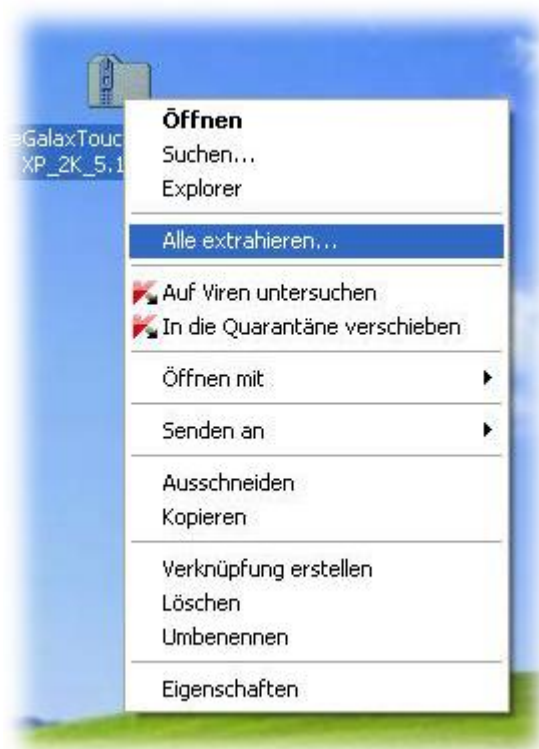 eGalaxTouc
XP_2K_5.1
Öffnen
Suchen...
Explorer
Alle extrahieren...
Auf Viren untersuchen
In die Quarantäne verschieben
Öffnen mit
Senden an
Ausschneiden
Kopieren
Verknüpfung erstellen
Löschen
Umbenennen
Eigenschaften